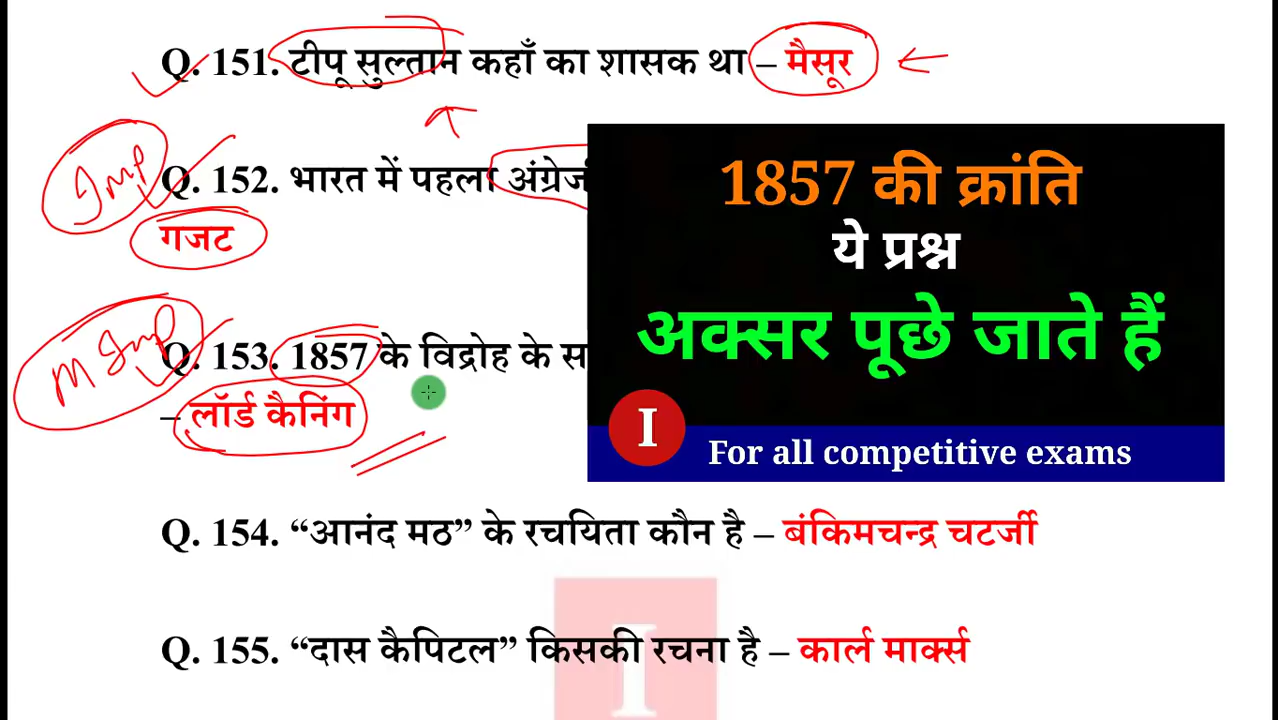 Q. 151. टीपू सुल्तान कहाँ का शासक था – मैसूर
Imp
Q. 152. भारत में पहला अंग्रेजी
गजट
M Imp
Q. 153. 1857 के विद्रोह के स
– लॉर्ड कैनिंग
1857 की क्रांति
ये प्रश्न
अक्सर पूछे जाते हैं
I
For all competitive exams
Q. 154. “आनंद मठ” के रचयिता कौन है – बंकिमचन्द्र चटर्जी
Q. 155. “दास कैपिटल” किसकी रचना है – कार्ल मार्क्स
I